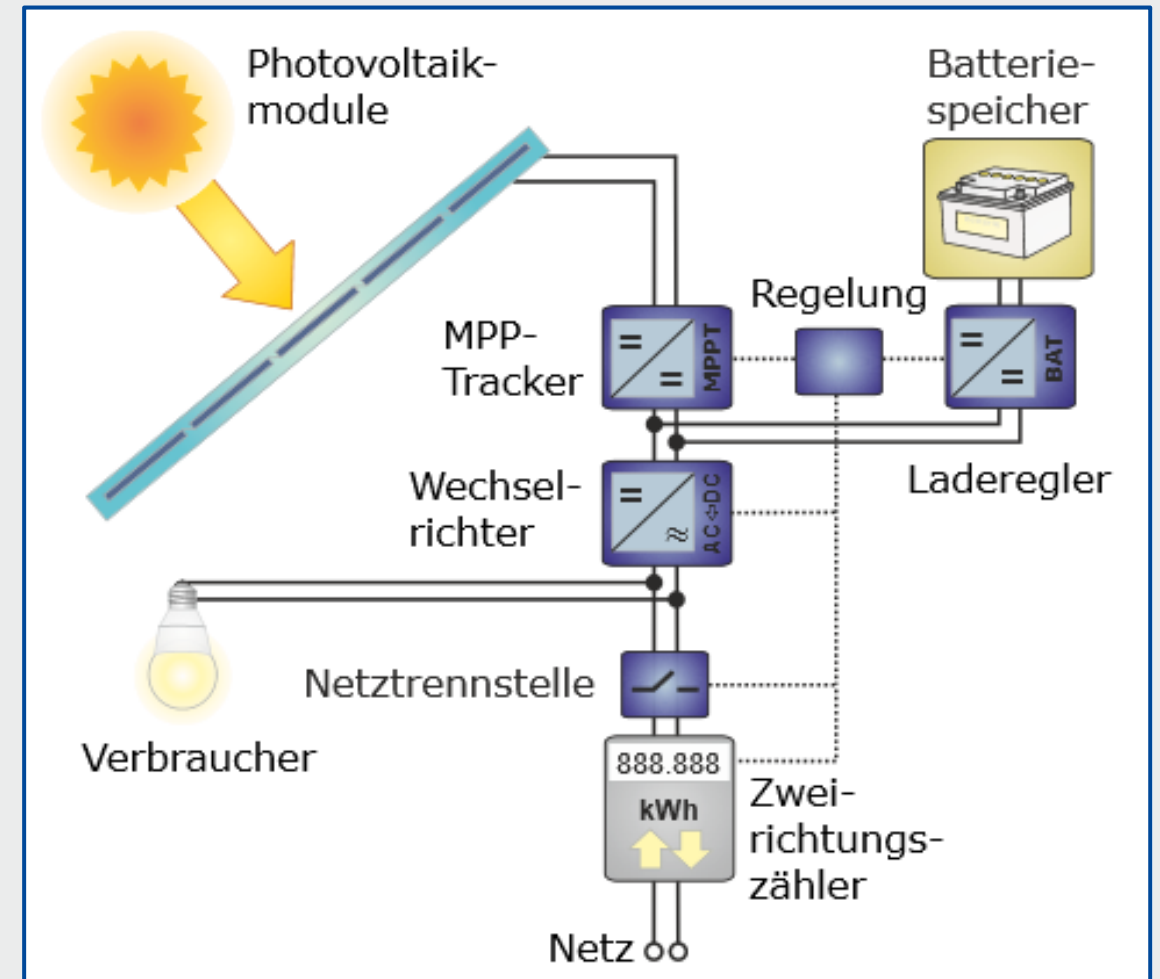 Photovoltaik-
module
Batterie-
speicher
Regelung
MPP-
Tracker
MPPT
BAT
Laderegler
Wechsel-
richter
AC⇔DC
Netztrennstelle
Verbraucher
888.888
kWh
Zwei-
richtungs-
zähler
Netz